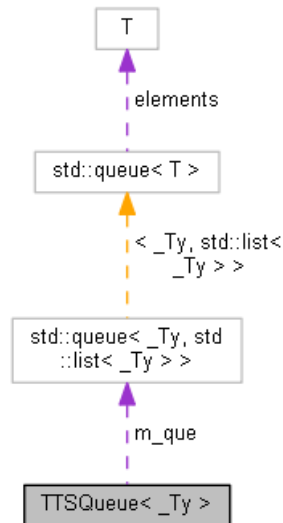 T
elements
std::queue< T >
< _Ty, std::list<
_Ty > >
std::queue< _Ty, std
::list< _Ty > >
m_que
TTSQueue< _Ty >